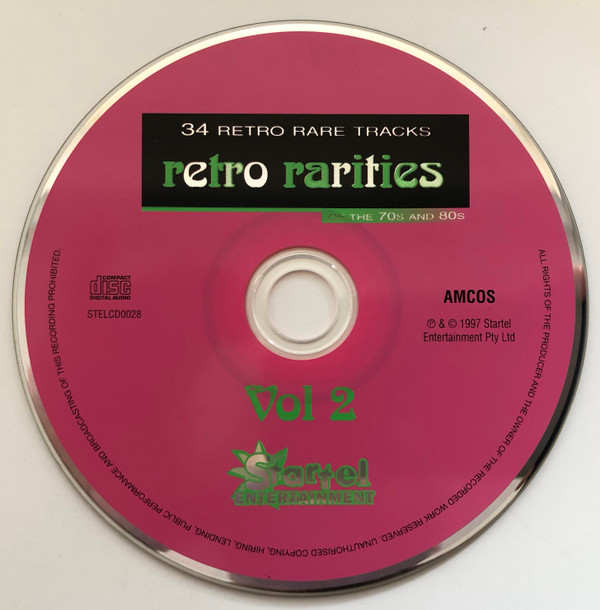 34 RETRO RARE TRACKS
retro rarities
OF THE 70S AND 80S
COMPACT
disc
DIGITAL AUDIO
STELCD0028
AMCOS
℗ & © 1997 Startel
Entertainment Pty Ltd
Vol 2
Startel
ENTERTAINMENT
ALL RIGHTS OF THE PRODUCER AND THE OWNER OF THE RECORDED WORK RESERVED. UNAUTHORISED COPYING, HIRING, LENDING, PUBLIC PERFORMANCE AND BROADCASTING OF THIS RECORDING PROHIBITED.